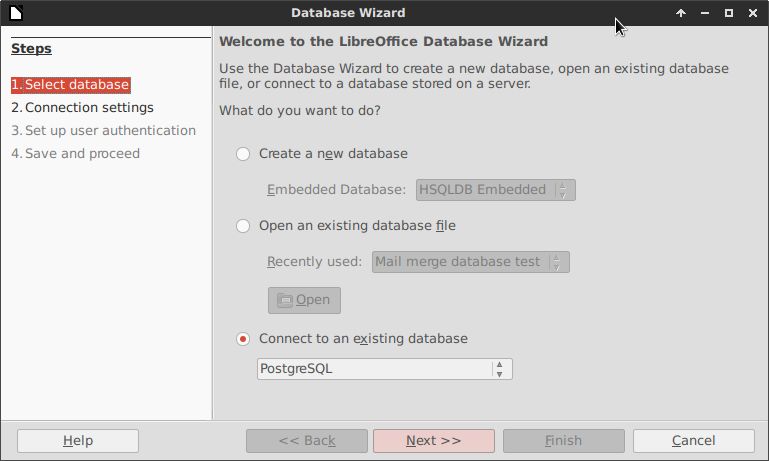 Database Wizard
Steps
1. Select database
2. Connection settings
3. Set up user authentication
4. Save and proceed
Welcome to the LibreOffice Database Wizard
Use the Database Wizard to create a new database, open an existing database
file, or connect to a database stored on a server.
What do you want to do?
Create a new database
Embedded Database: HSQLDB Embedded
Open an existing database file
Recently used: Mail merge database test
Open
Connect to an existing database
PostgreSQL
Help << Back Next >> Finish Cancel